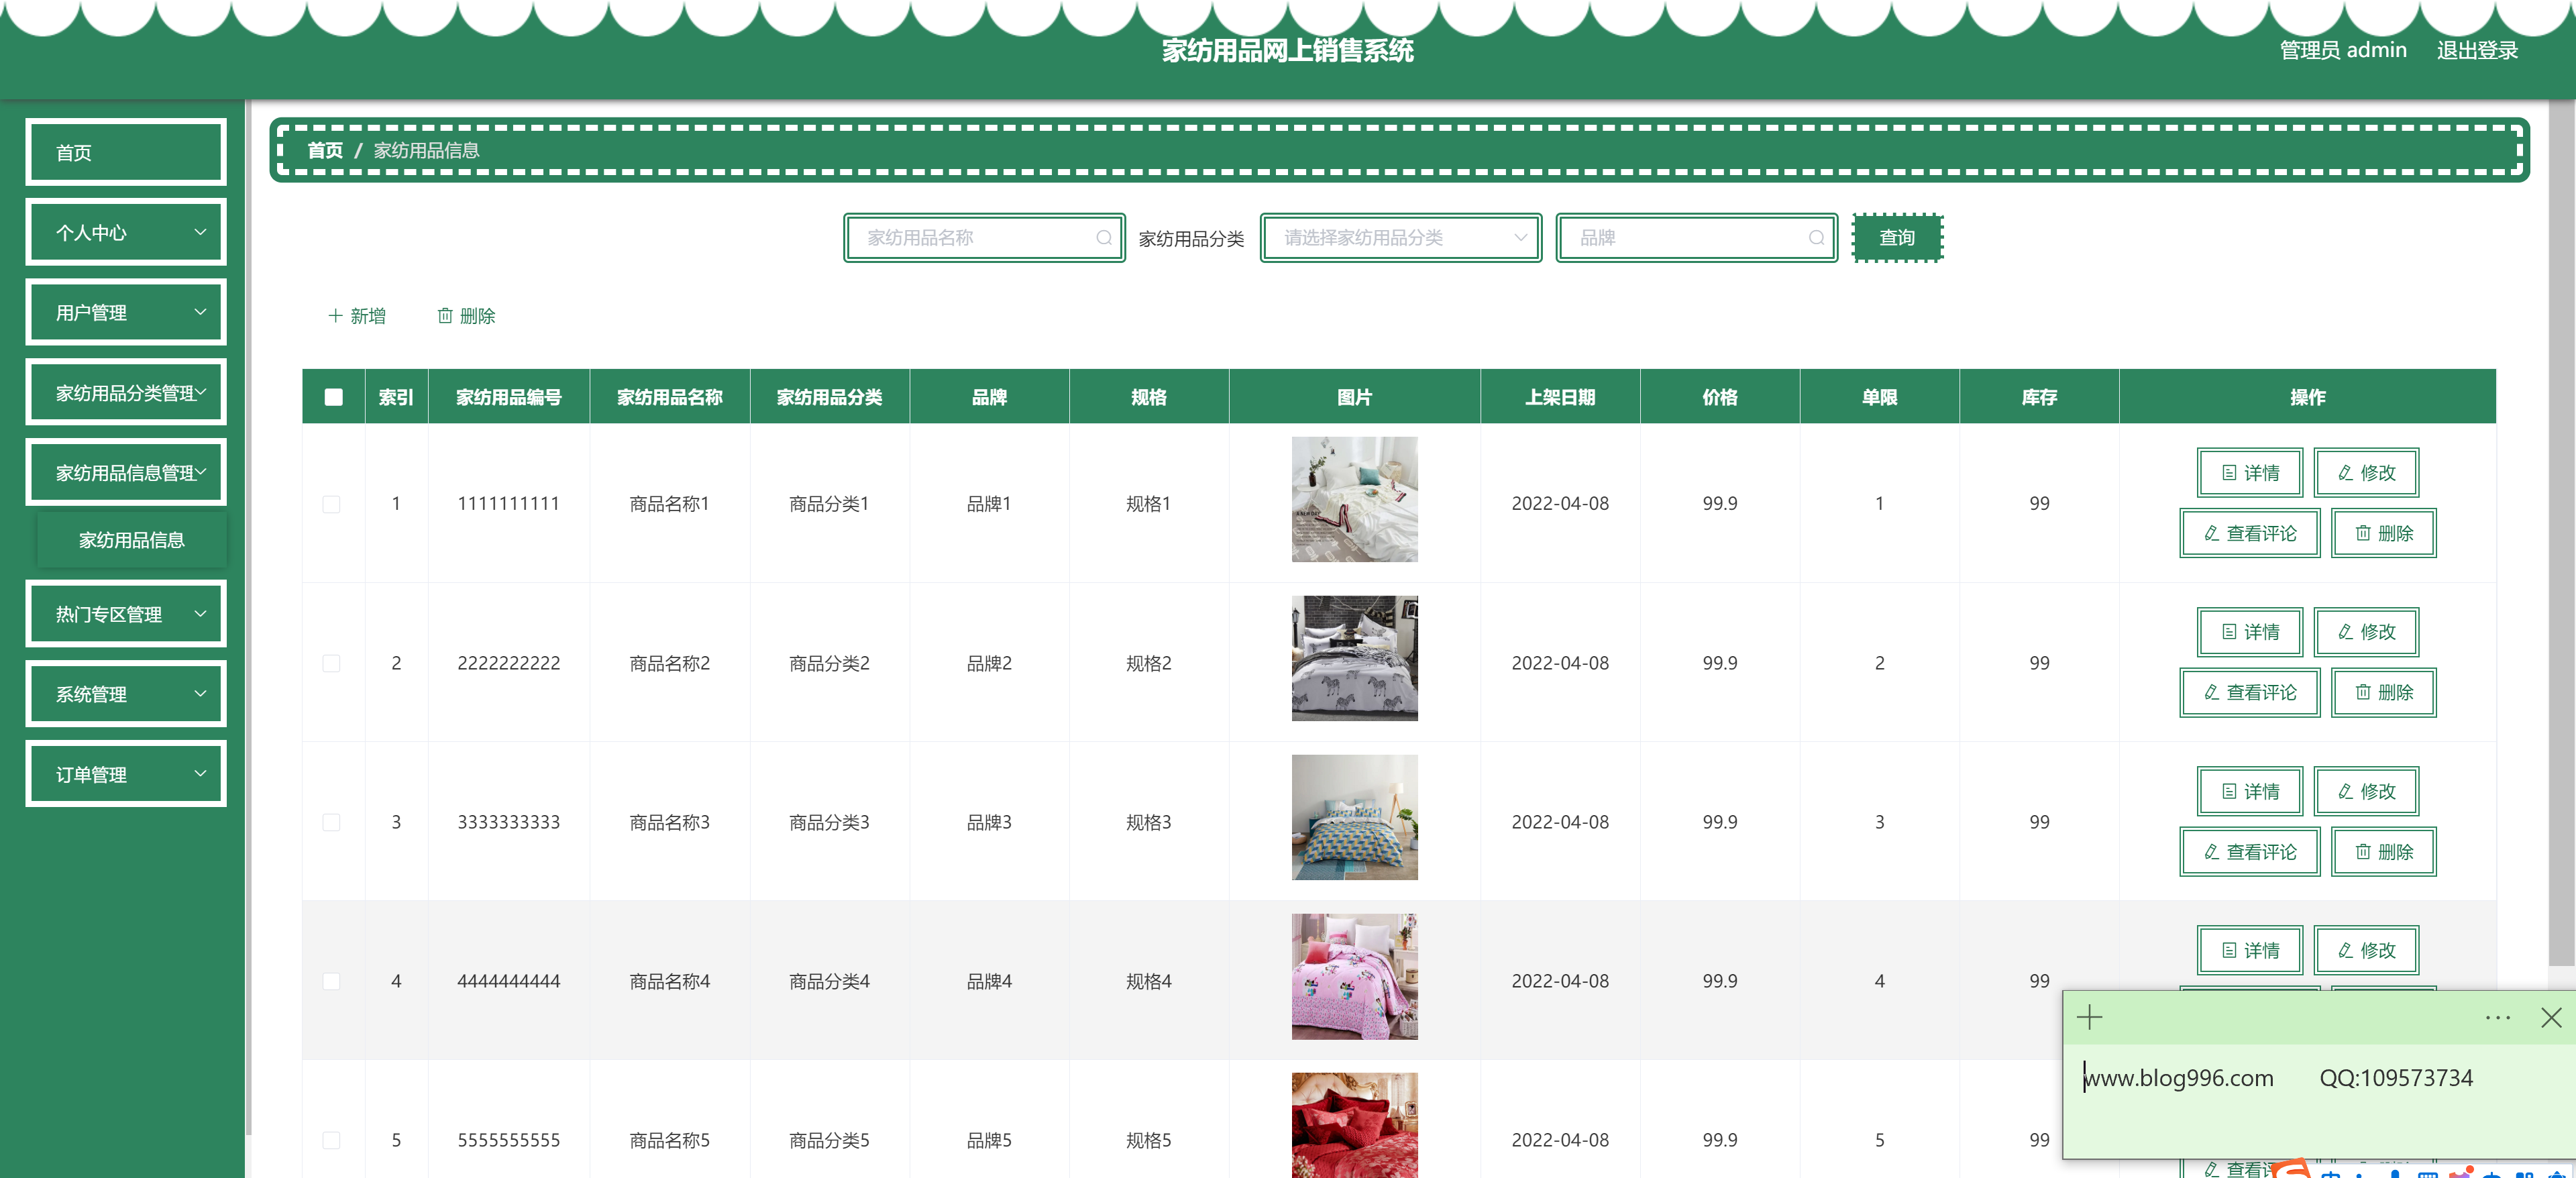 家纺用品网上销售系统
管理员 admin 退出登录
首页
个人中心
用户管理
家纺用品分类管理
家纺用品信息管理
家纺用品信息
热门专区管理
系统管理
订单管理
首页 / 家纺用品信息
家纺用品名称 家纺用品分类 请选择家纺用品分类 品牌 查询
新增 删除
索引 家纺用品编号 家纺用品名称 家纺用品分类 品牌 规格 图片 上架日期 价格 单限 库存 操作
1 1111111111 商品名称1 商品分类1 品牌1 规格1 2022-04-08 99.9 1 99 详情 修改
查看评论 删除
2 2222222222 商品名称2 商品分类2 品牌2 规格2 2022-04-08 99.9 2 99 详情 修改
查看评论 删除
3 3333333333 商品名称3 商品分类3 品牌3 规格3 2022-04-08 99.9 3 99 详情 修改
查看评论 删除
4 4444444444 商品名称4 商品分类4 品牌4 规格4 2022-04-08 99.9 4 99 详情 修改
5 5555555555 商品名称5 商品分类5 品牌5 规格5 2022-04-08 99.9 5 99
查看
www.blog996.com QQ:109573734